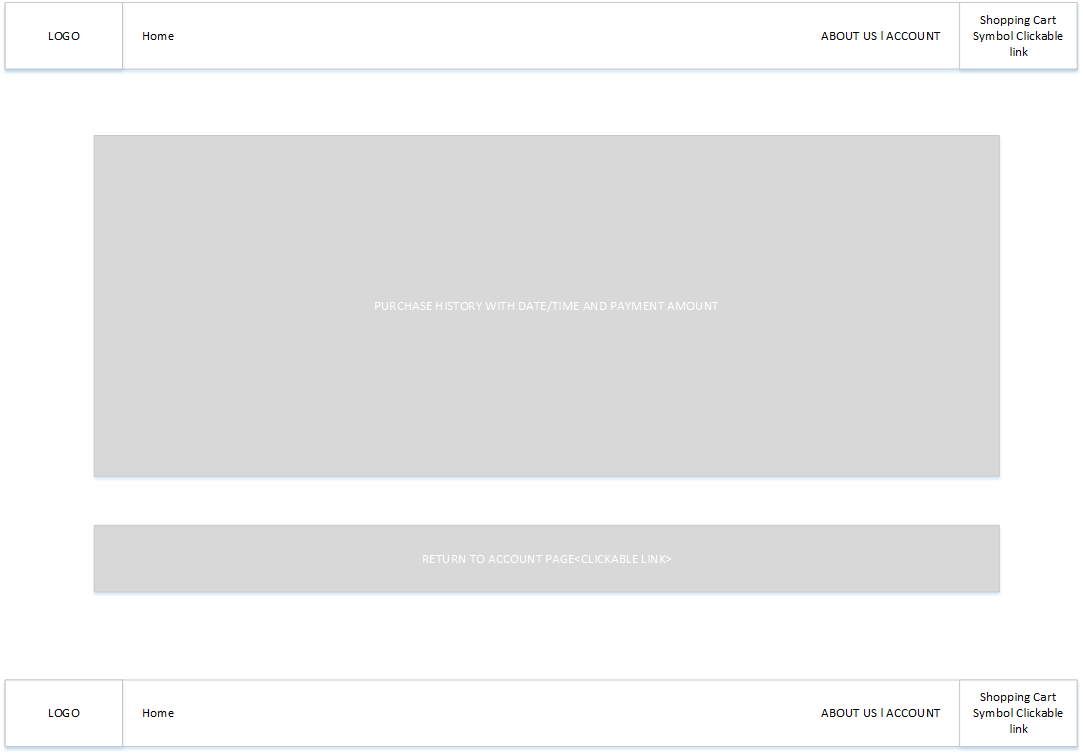 LOGO
Home
ABOUT US | ACCOUNT
Shopping Cart
Symbol Clickable
link
PURCHASE HISTORY WITH DATE/TIME AND PAYMENT AMOUNT
RETURN TO ACCOUNT PAGE<CLICKABLE LINK>
LOGO
Home
ABOUT US | ACCOUNT
Shopping Cart
Symbol Clickable
link